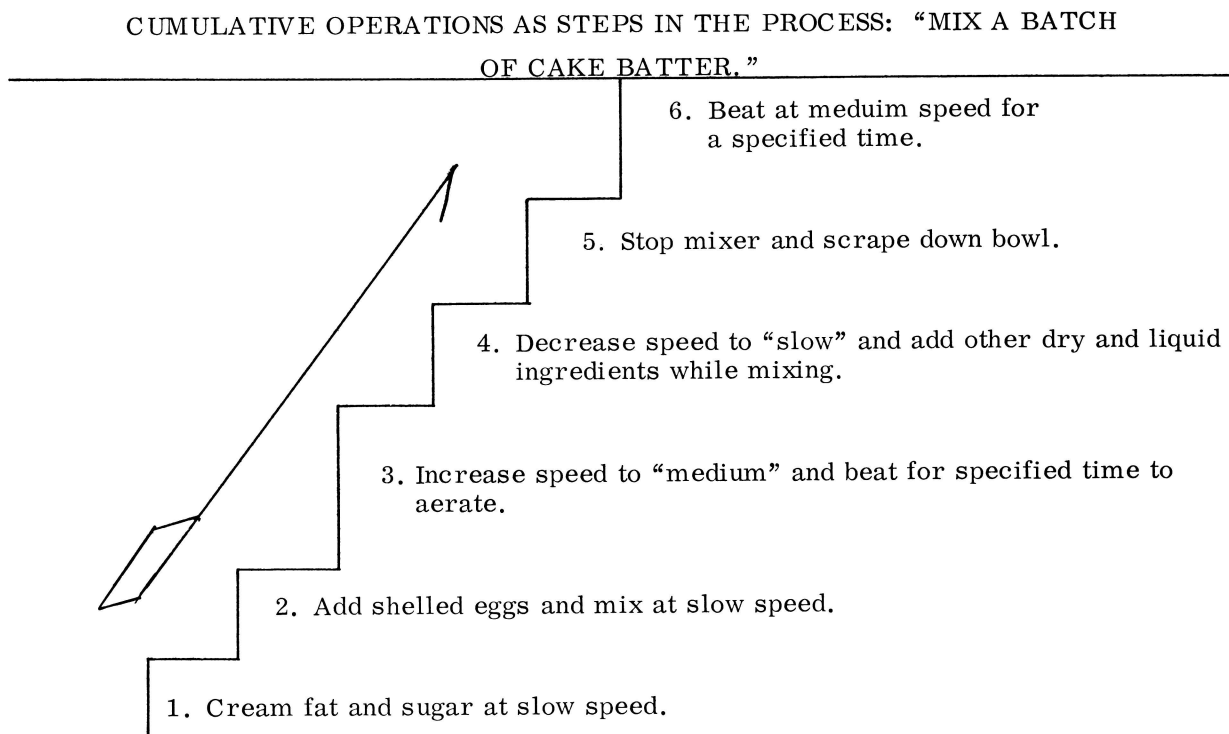 CUMULATIVE OPERATIONS AS STEPS IN THE PROCESS: “MIX A BATCH
OF CAKE BATTER.”
6. Beat at meduim speed for
a specified time.
5. Stop mixer and scrape down bowl.
4. Decrease speed to “slow” and add other dry and liquid
ingredients while mixing.
3. Increase speed to “medium” and beat for specified time to
aerate.
2. Add shelled eggs and mix at slow speed.
1. Cream fat and sugar at slow speed.